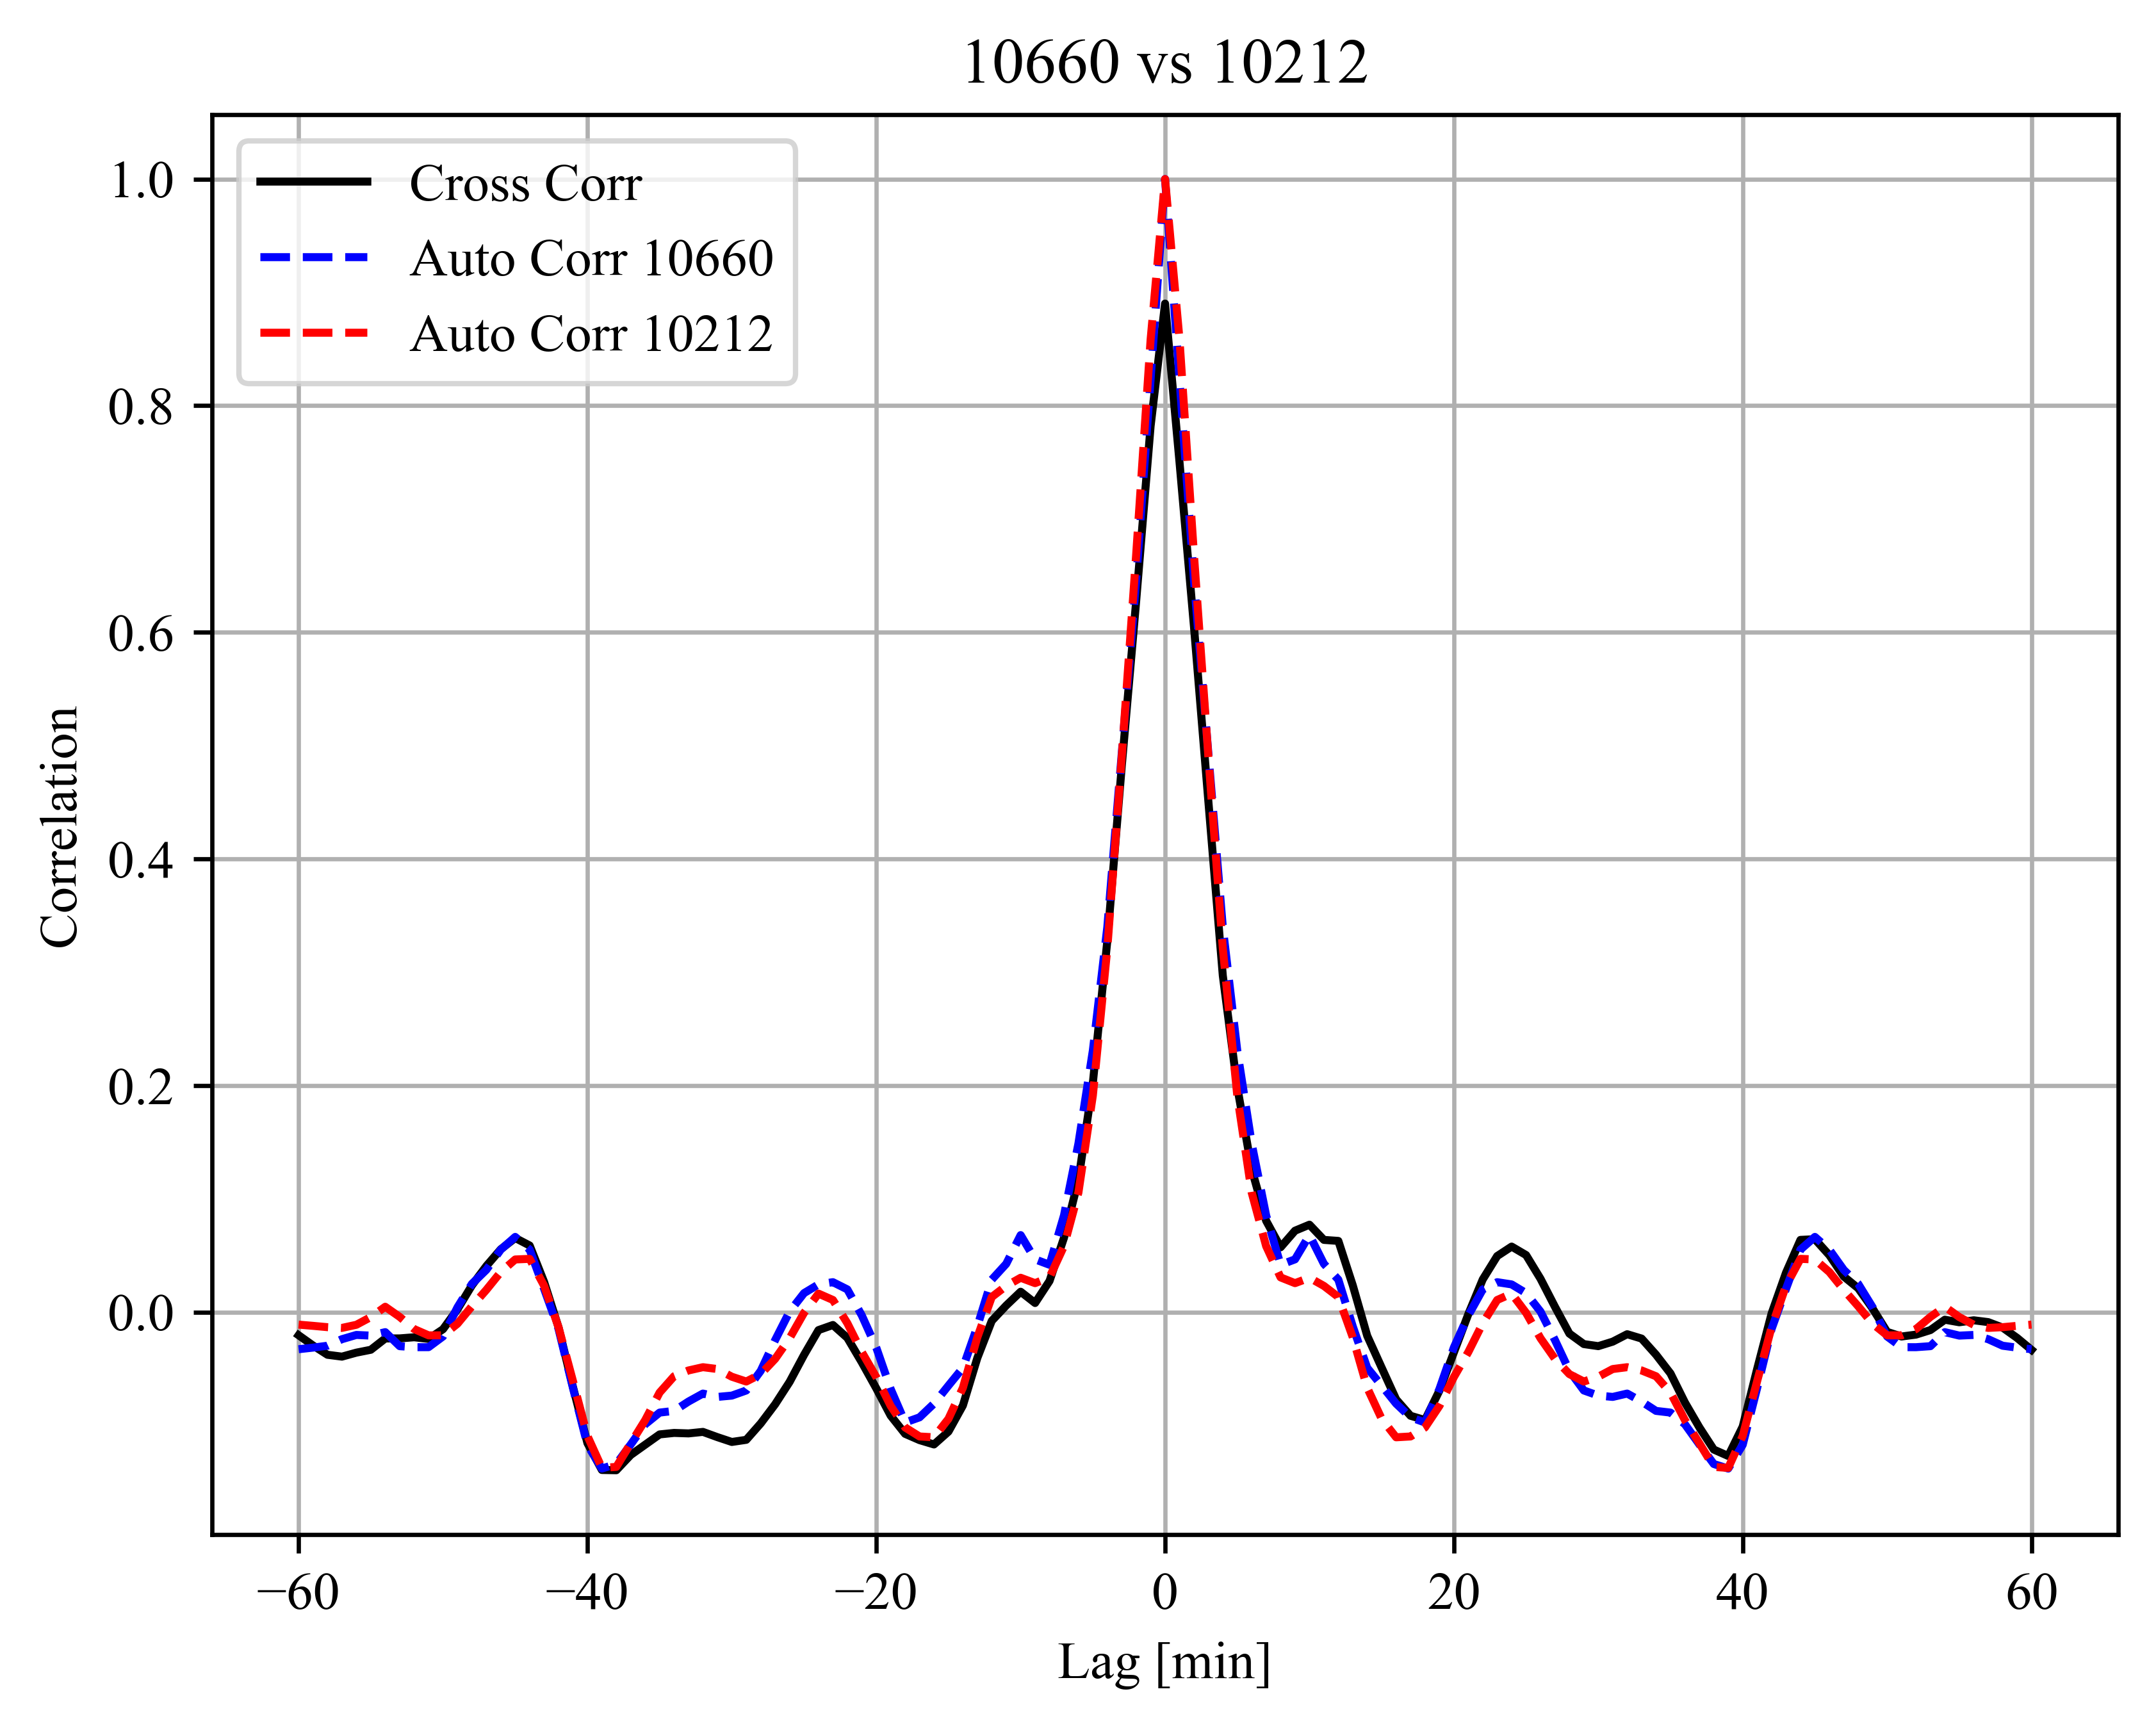 10660 vs 10212
Cross Corr
Auto Corr 10660
Auto Corr 10212
1.0
0.8
0.6
0.4
0.2
0.0
Correlation
−60
−40
−20
0
20
40
60
Lag [min]